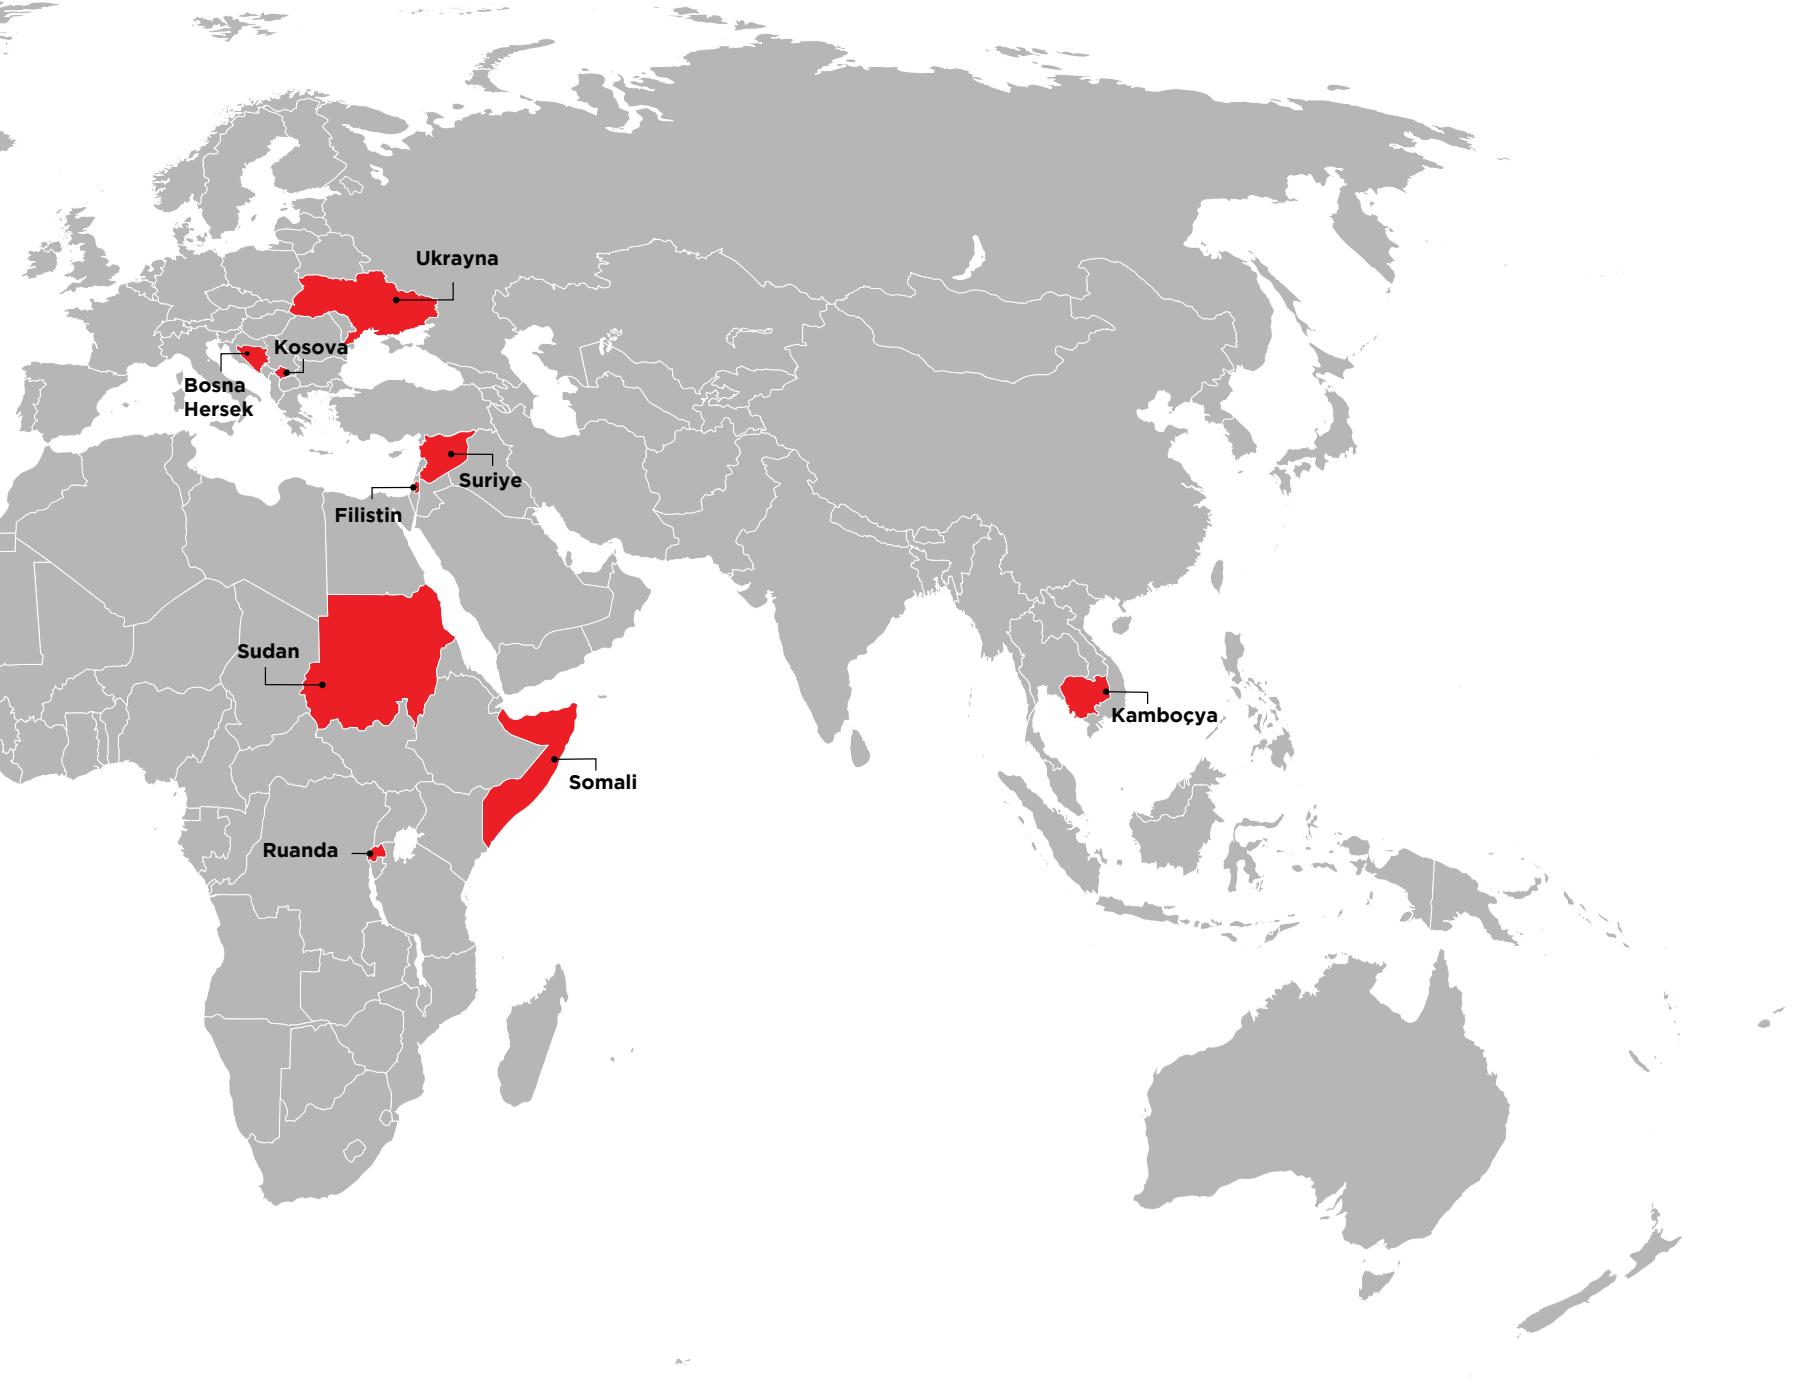 Ukrayna
Kosova
Bosna
Hersek
Suriye
Filistin
Sudan
Kamboçya
Somali
Ruanda